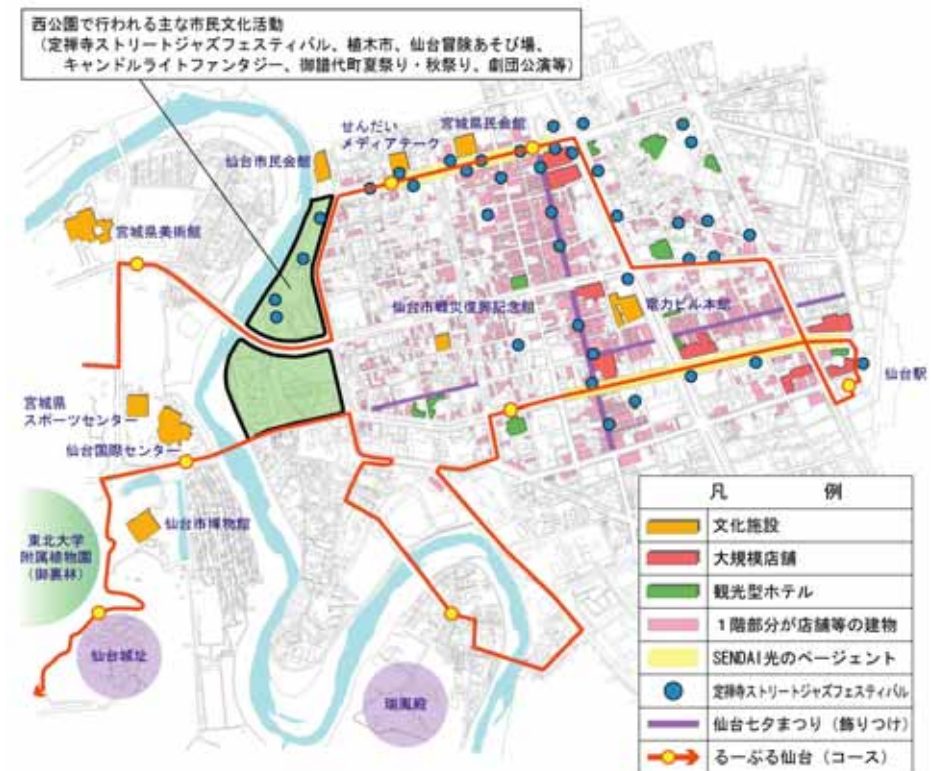 西公園で行われる主な市民文化活動
（定禅寺ストリートジャズフェスティバル、植木市、仙台冒険あそび場、
キャンドルライトファンタジー、御譜代町夏祭り・秋祭り、劇団公演等）
せんだい
メディアテーク
宮城県民会館
仙台市民会館
宮城県美術館
仙台市戦災復興記念館
電力ビル本館
仙台駅
宮城県
スポーツセンター
仙台国際センター
仙台市博物館
東北大学
附属植物園
（御裏林）
仙台城址
瑞鳳殿
凡　例
文化施設
大規模店舗
観光型ホテル
１階部分が店舗等の建物
SENDAI光のページェント
定禅寺ストリートジャズフェスティバル
仙台七夕まつり（飾りつけ）
るーぷる仙台（コース）